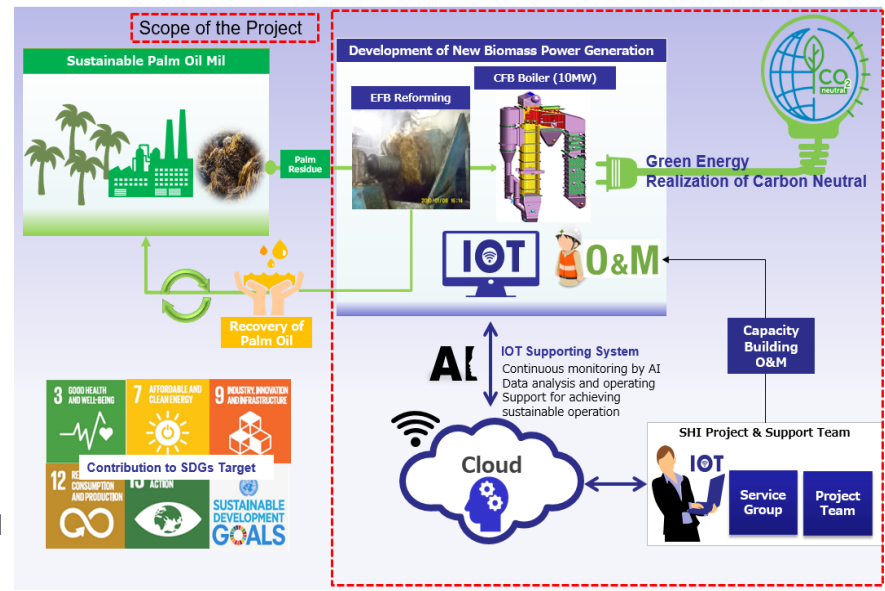 Scope of the Project
Sustainable Palm Oil Mil
Palm
Residue
Development of New Biomass Power Generation
EFB Reforming
CFB Boiler (10MW)
CO2
neutral
Green Energy
Realization of Carbon Neutral
IOT
O&M
Recovery of
Palm Oil
AI
IOT Supporting System
Continuous monitoring by AI
Data analysis and operating
Support for achieving
sustainable operation
Capacity
Building
O&M
Cloud
SHI Project & Support Team
IOT
Service
Group
Project
Team
3 GOOD HEALTH
AND WELL-BEING
7 AFFORDABLE AND
CLEAN ENERGY
9 INDUSTRY, INNOVATION
AND INFRASTRUCTURE
Contribution to SDGs Target
12
CONSUMPTION
AND PRODUCTION
ACTION
SUSTAINABLE
DEVELOPMENT
GOALS